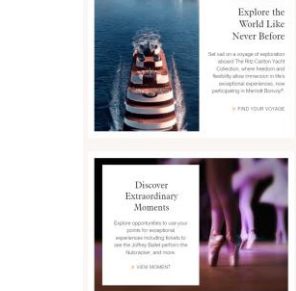 Explore the
World Like
Never Before
Set sail on a voyage of exploration
aboard The Ritz-Carlton Yacht
Collection, where freedom and
flexibility allow immersion in life's
exceptional experiences, now
participating in Marriott Bonvoy®.
FIND YOUR VOYAGE
Discover
Extraordinary
Moments
Explore opportunities to use your
points for exceptional
experiences including tickets to
see the Joffrey Ballet perform the
Nutcracker, and more.
VIEW MOMENT